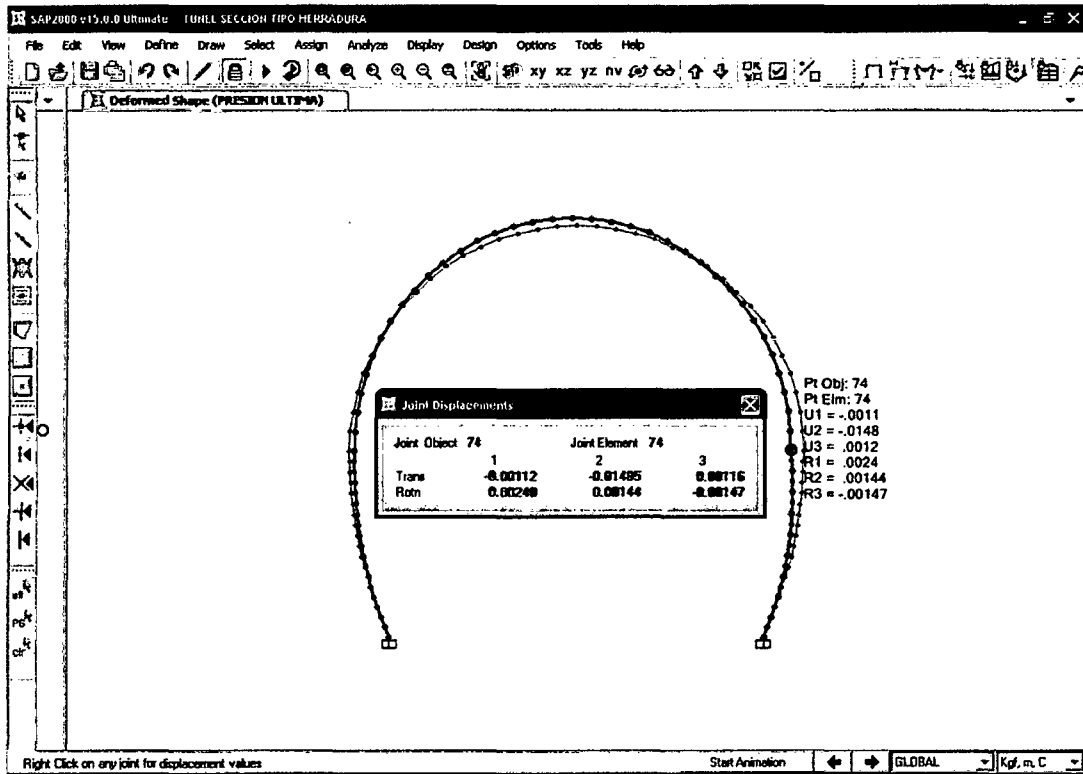 SAP2000 v15.0.0 Ultimate - TUNEL SECCION TIPO HERRADURA
File Edit View Define Draw Select Assign Analyze Display Design Options Tools Help
xy xz yz nv
Deformed Shape (PRESION ULTIMA)
Pt Obj: 74
Pt Elm: 74
U1 = -.0011
U2 = -.0148
U3 = .0012
R1 = .0024
R2 = .00144
R3 = -.00147
Joint Displacements
Joint Object 74 Joint Element 74
1 2 3
Trans -0.00112 -0.01485 0.00116
Rotn 0.00240 0.00144 -0.00147
Right Click on any joint for displacement values
Start Animation
GLOBAL
Kgf, m, C